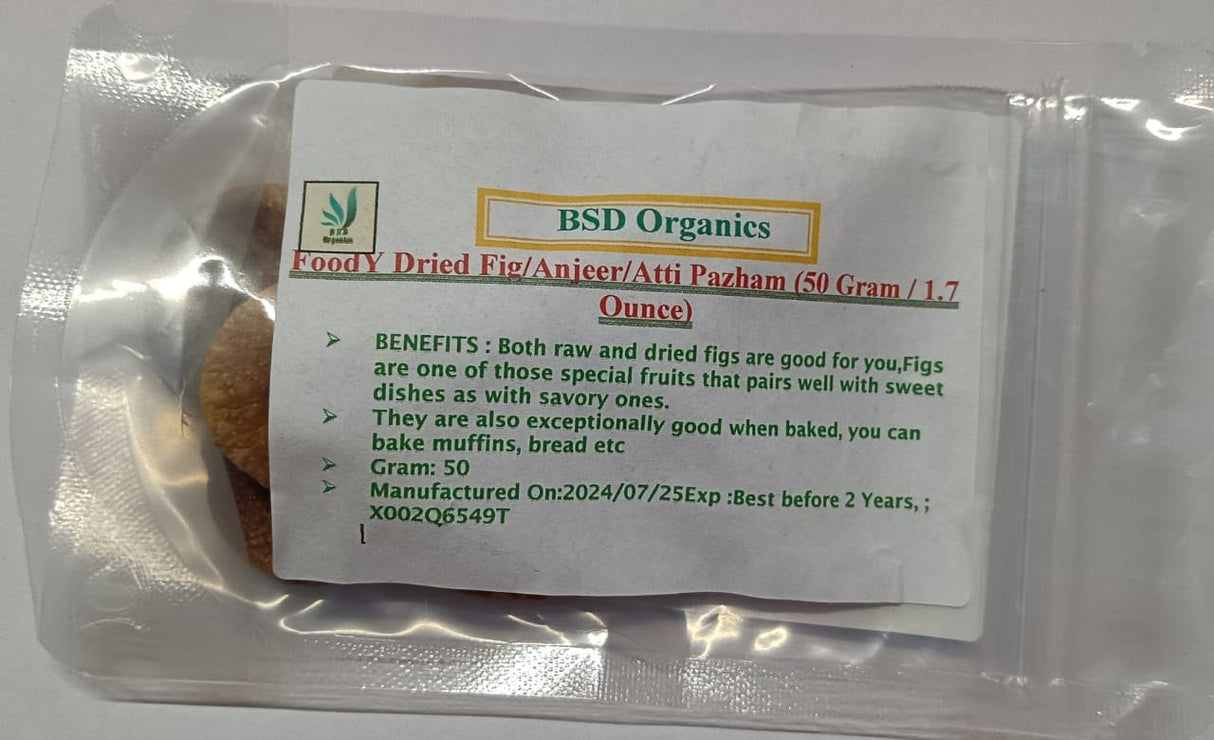 BSD Organics
BSD
Organics
FoodY Dried Fig/Anjeer/Atti Pazham (50 Gram / 1.7
Ounce)
➢ BENEFITS : Both raw and dried figs are good for you,Figs
are one of those special fruits that pairs well with sweet
dishes as with savory ones.
➢ They are also exceptionally good when baked, you can
bake muffins, bread etc
➢ Gram: 50
➢ Manufactured On:2024/07/25Exp :Best before 2 Years, ;
X002Q6549T